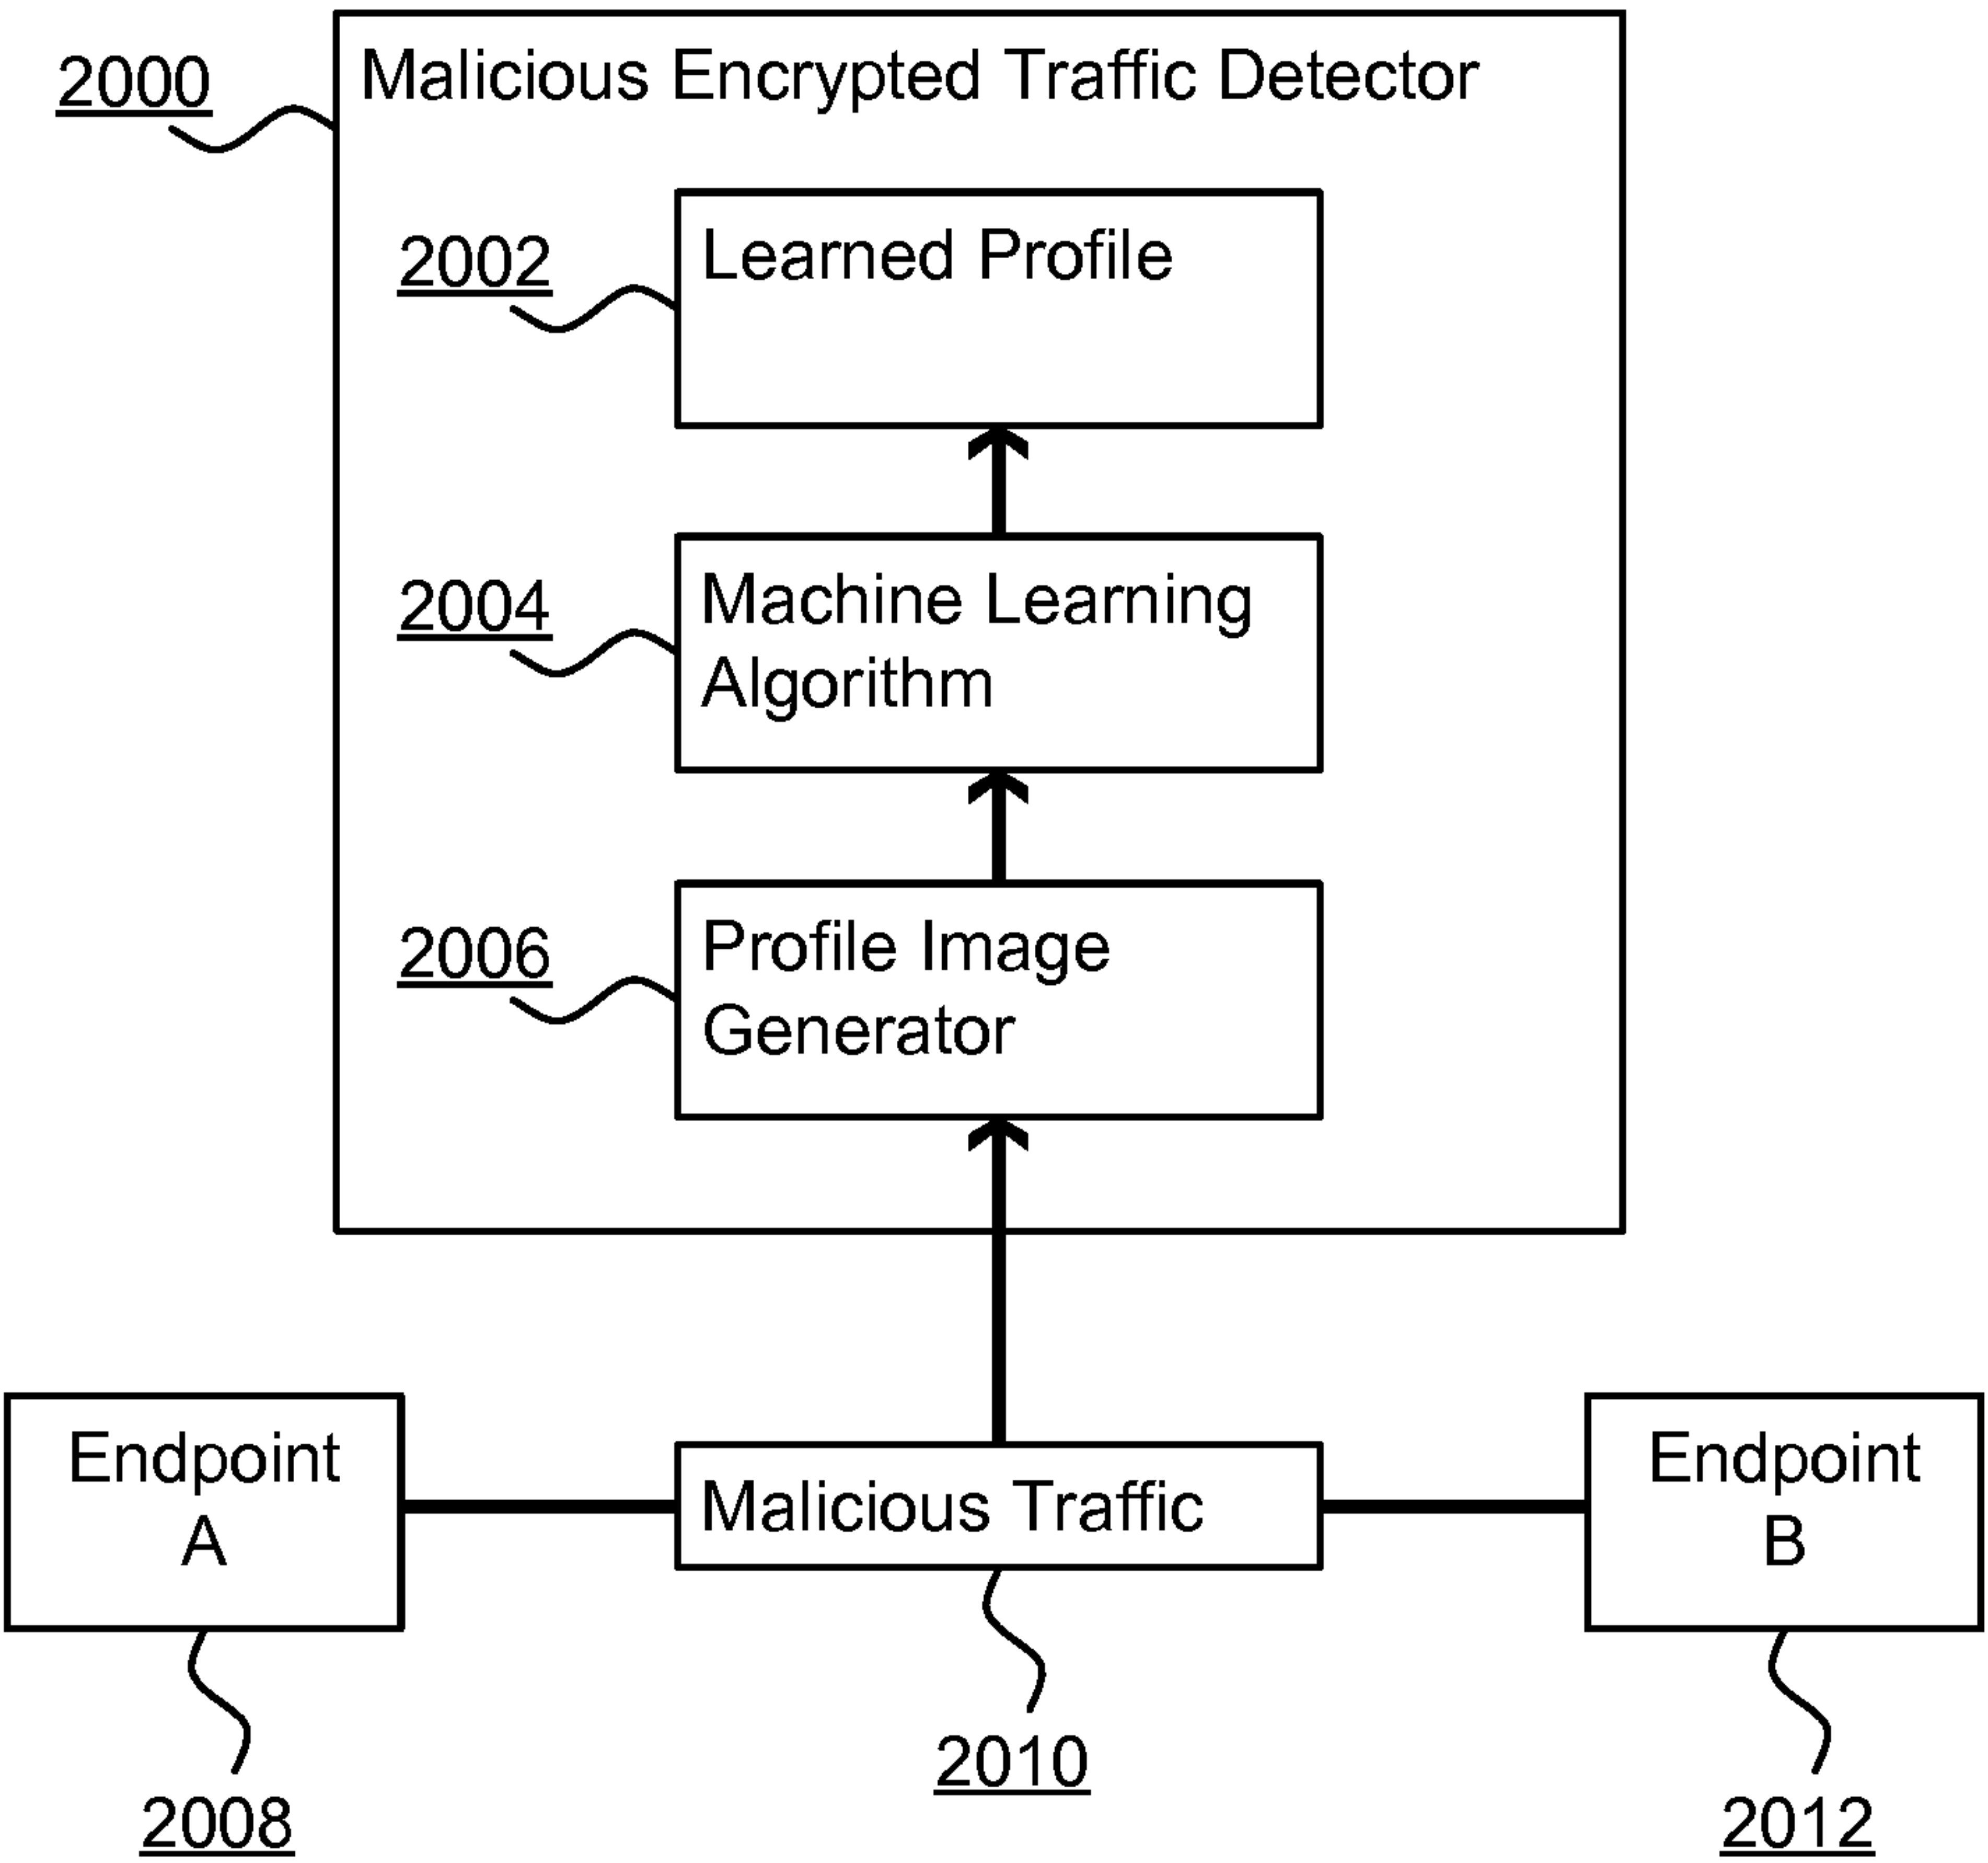 2000
Malicious Encrypted Traffic Detector
2002
Learned Profile
2004
Machine Learning
Algorithm
2006
Profile Image
Generator
Endpoint
A
Malicious Traffic
Endpoint
B
2008
2010
2012